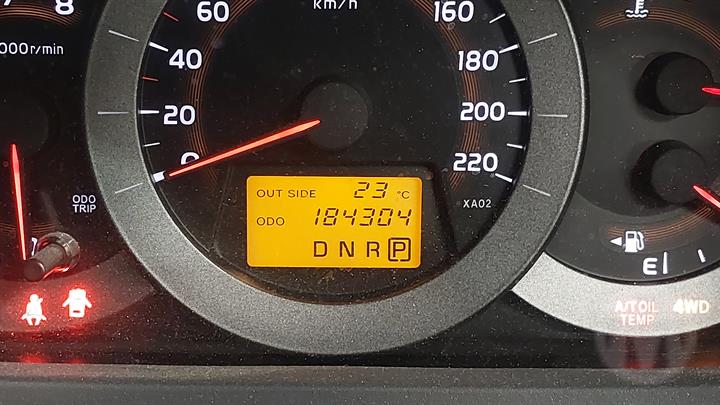 7 8
000r/min
km/h
60
40
20
0
160
180
200
220
OUT SIDE 23 °C
ODO 184304
D N R P
XA02
ODO
TRIP
E
A/T OIL
TEMP
4WD